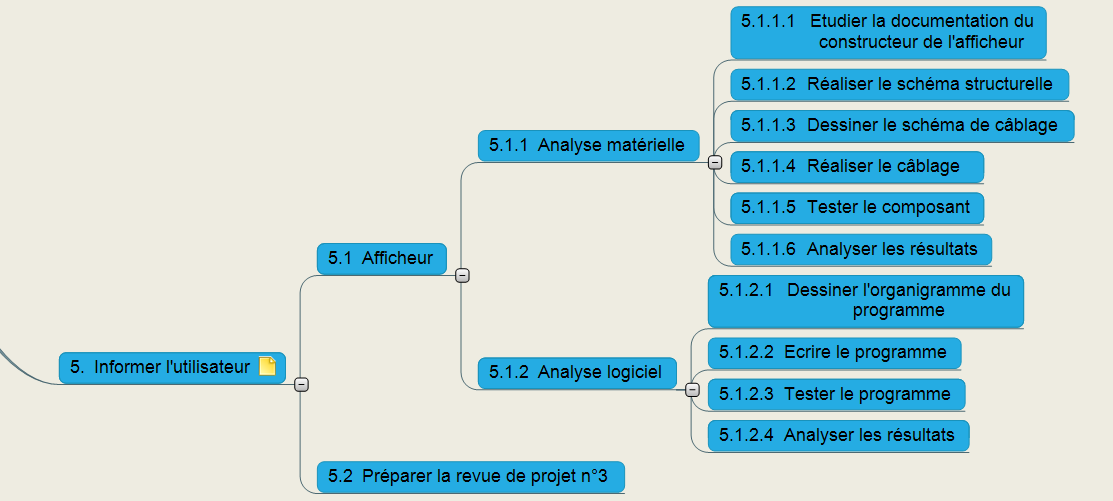 5. Informer l'utilisateur
5.1 Afficheur
5.1.1 Analyse matérielle
5.1.1.1 Etudier la documentation du
constructeur de l'afficheur
5.1.1.2 Réaliser le schéma structurelle
5.1.1.3 Dessiner le schéma de câblage
5.1.1.4 Réaliser le câblage
5.1.1.5 Tester le composant
5.1.1.6 Analyser les résultats
5.1.2 Analyse logiciel
5.1.2.1 Dessiner l'organigramme du
programme
5.1.2.2 Ecrire le programme
5.1.2.3 Tester le programme
5.1.2.4 Analyser les résultats
5.2 Préparer la revue de projet n°3